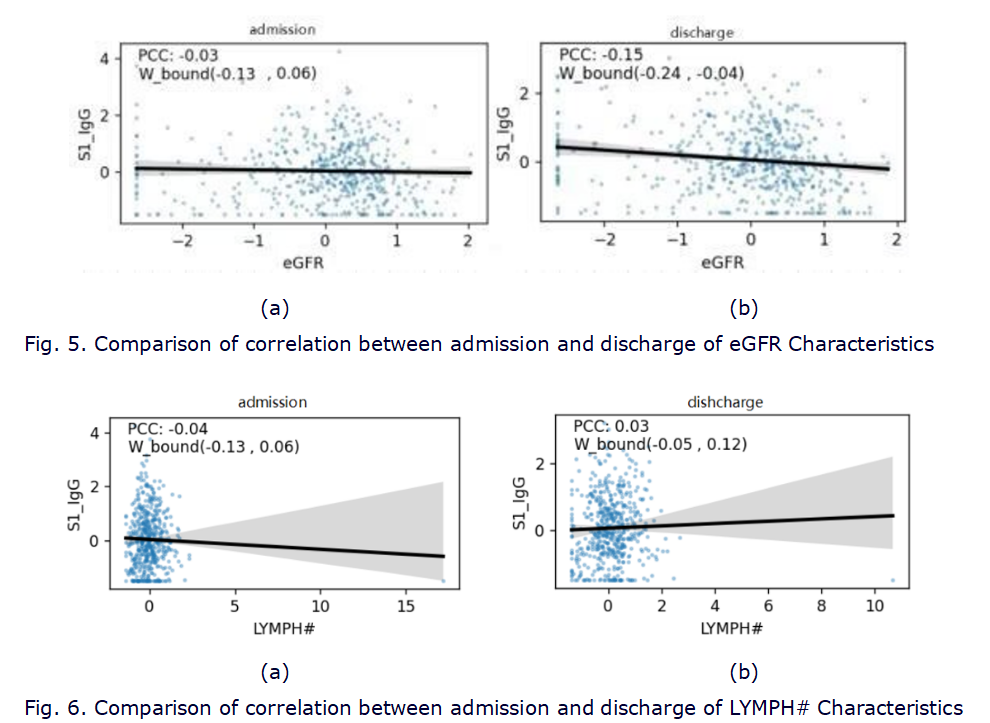 admission
PCC: -0.03
W_bound(-0.13 , 0.06)
4
2
0
S1_IgG
−2
−1
0
1
2
eGFR
discharge
PCC: -0.15
W_bound(-0.24 , -0.04)
2
0
S1_IgG
−2
−1
0
1
2
eGFR
(a)
(b)
Fig. 5. Comparison of correlation between admission and discharge of eGFR Characteristics
admission
PCC: -0.04
W_bound(-0.13 , 0.06)
4
2
0
S1_IgG
0
5
10
15
LYMPH#
dishcharge
PCC: 0.03
W_bound(-0.05 , 0.12)
2
0
S1_IgG
0
2
4
6
8
10
LYMPH#
(a)
(b)
Fig. 6. Comparison of correlation between admission and discharge of LYMPH# Characteristics